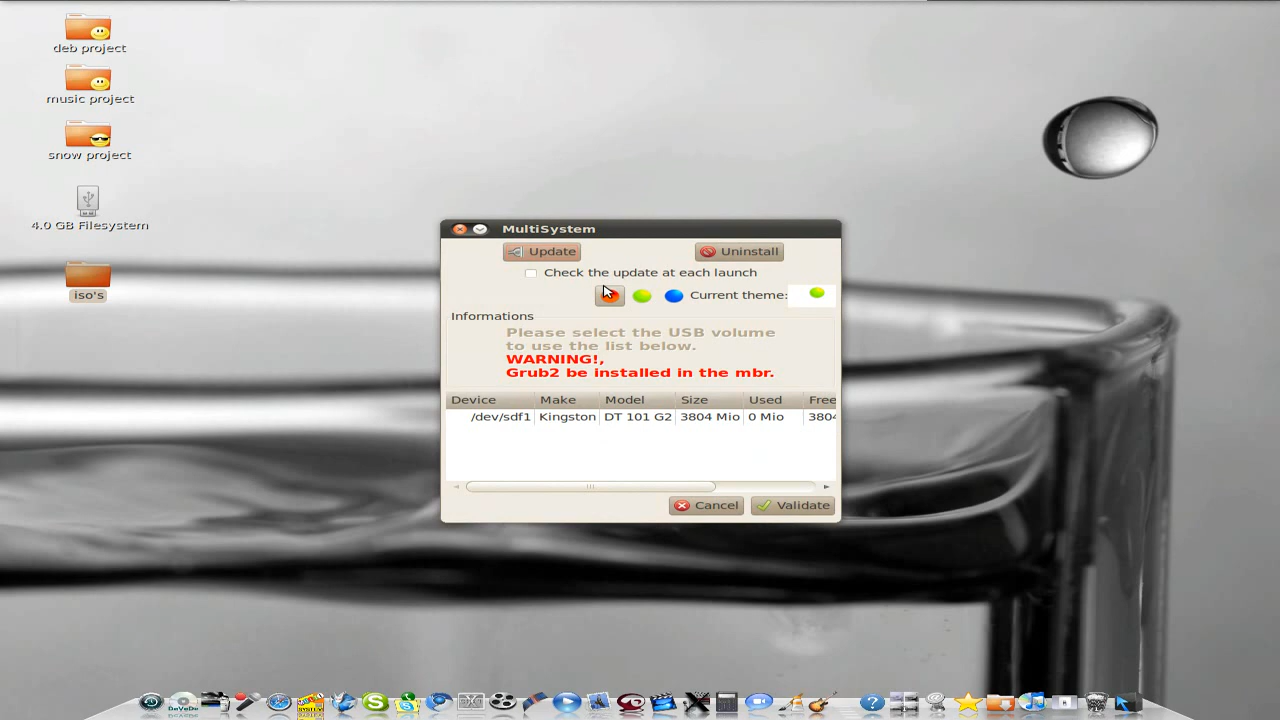 deb project
music project
snow project
4.0 GB Filesystem
iso's
MultiSystem
Update
Uninstall
Check the update at each launch
Current theme:
Informations
Please select the USB volume
to use the list below.
WARNING!,
Grub2 be installed in the mbr.
Device Make Model Size Used Free
/dev/sdf1 Kingston DT 101 G2 3804 Mio 0 Mio 3804
Cancel
Validate